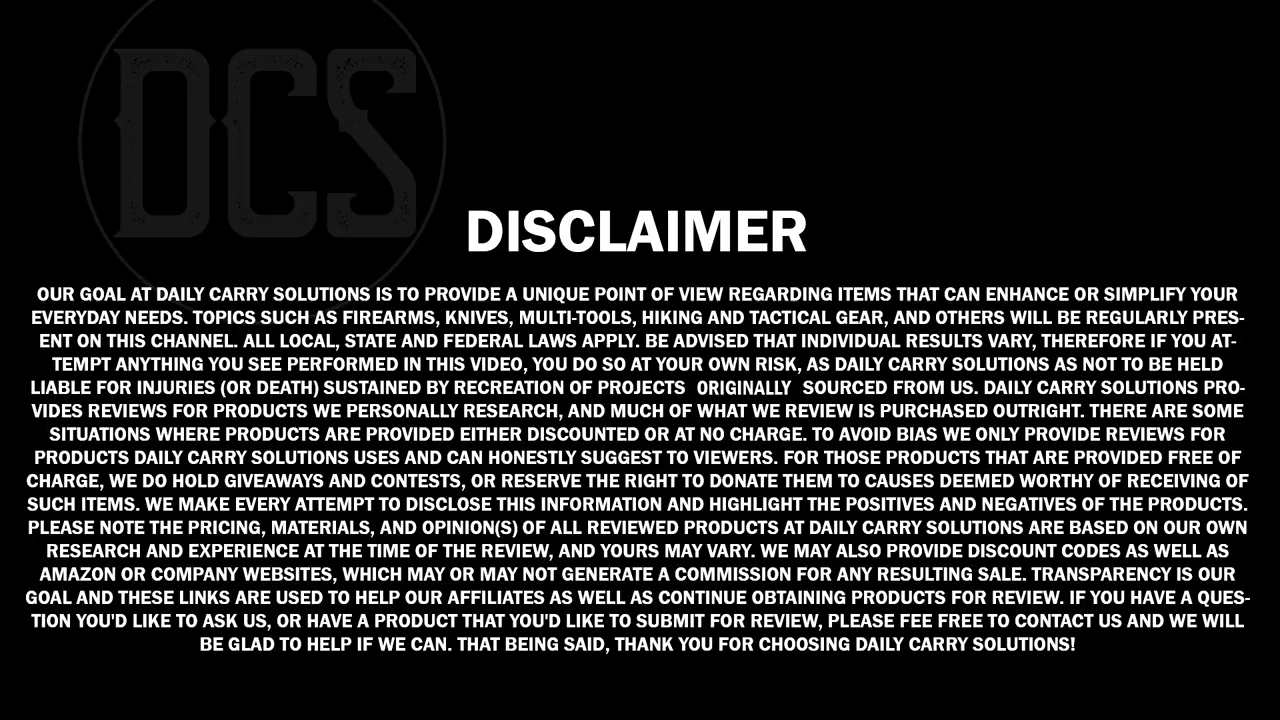 DCS
DISCLAIMER
OUR GOAL AT DAILY CARRY SOLUTIONS IS TO PROVIDE A UNIQUE POINT OF VIEW REGARDING ITEMS THAT CAN ENHANCE OR SIMPLIFY YOUR
EVERYDAY NEEDS. TOPICS SUCH AS FIREARMS, KNIVES, MULTI-TOOLS, HIKING AND TACTICAL GEAR, AND OTHERS WILL BE REGULARLY PRES-
ENT ON THIS CHANNEL. ALL LOCAL, STATE AND FEDERAL LAWS APPLY. BE ADVISED THAT INDIVIDUAL RESULTS VARY, THEREFORE IF YOU AT-
TEMPT ANYTHING YOU SEE PERFORMED IN THIS VIDEO, YOU DO SO AT YOUR OWN RISK, AS DAILY CARRY SOLUTIONS AS NOT TO BE HELD
LIABLE FOR INJURIES (OR DEATH) SUSTAINED BY RECREATION OF PROJECTS ORIGINALLY SOURCED FROM US. DAILY CARRY SOLUTIONS PRO-
VIDES REVIEWS FOR PRODUCTS WE PERSONALLY RESEARCH, AND MUCH OF WHAT WE REVIEW IS PURCHASED OUTRIGHT. THERE ARE SOME
SITUATIONS WHERE PRODUCTS ARE PROVIDED EITHER DISCOUNTED OR AT NO CHARGE. TO AVOID BIAS WE ONLY PROVIDE REVIEWS FOR
PRODUCTS DAILY CARRY SOLUTIONS USES AND CAN HONESTLY SUGGEST TO VIEWERS. FOR THOSE PRODUCTS THAT ARE PROVIDED FREE OF
CHARGE, WE DO HOLD GIVEAWAYS AND CONTESTS, OR RESERVE THE RIGHT TO DONATE THEM TO CAUSES DEEMED WORTHY OF RECEIVING OF
SUCH ITEMS. WE MAKE EVERY ATTEMPT TO DISCLOSE THIS INFORMATION AND HIGHLIGHT THE POSITIVES AND NEGATIVES OF THE PRODUCTS.
PLEASE NOTE THE PRICING, MATERIALS, AND OPINION(S) OF ALL REVIEWED PRODUCTS AT DAILY CARRY SOLUTIONS ARE BASED ON OUR OWN
RESEARCH AND EXPERIENCE AT THE TIME OF THE REVIEW, AND YOURS MAY VARY. WE MAY ALSO PROVIDE DISCOUNT CODES AS WELL AS
AMAZON OR COMPANY WEBSITES, WHICH MAY OR MAY NOT GENERATE A COMMISSION FOR ANY RESULTING SALE. TRANSPARENCY IS OUR
GOAL AND THESE LINKS ARE USED TO HELP OUR AFFILIATES AS WELL AS CONTINUE OBTAINING PRODUCTS FOR REVIEW. IF YOU HAVE A QUES-
TION YOU'D LIKE TO ASK US, OR HAVE A PRODUCT THAT YOU'D LIKE TO SUBMIT FOR REVIEW, PLEASE FEE FREE TO CONTACT US AND WE WILL
BE GLAD TO HELP IF WE CAN. THAT BEING SAID, THANK YOU FOR CHOOSING DAILY CARRY SOLUTIONS!